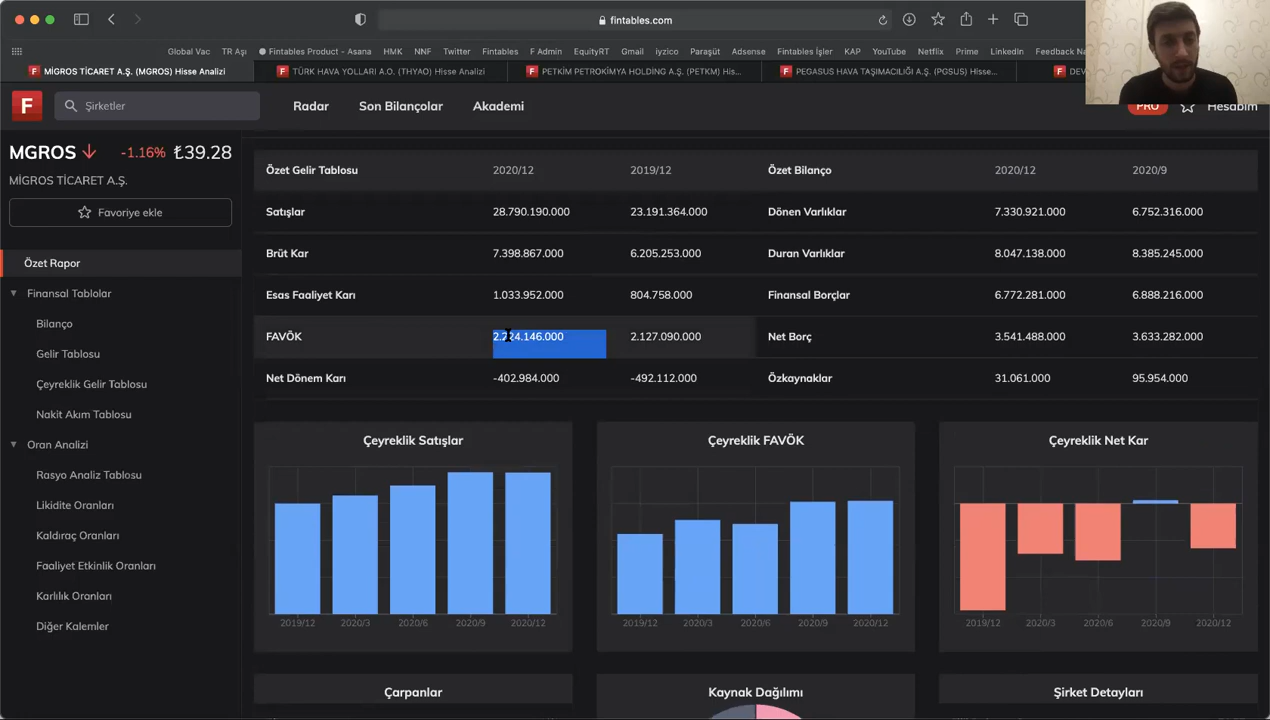 fintables.com
Global Vac TR Aşı Fintables Product - Asana HMK NNF Twitter Fintables F Admin EquityRT Gmail iyzico Paraşüt Adsense Fintables İşler KAP YouTube Netflix Prime LinkedIn Feedback Ne
MİGROS TİCARET A.Ş. (MGROS) Hisse Analizi TÜRK HAVA YOLLARI A.O. (THYAO) Hisse Analizi PETKİM PETROKİMYA HOLDING A.Ş. (PETKM) His... PEGASUS HAVA TAŞIMACILIĞI A.Ş. (PGSUS) Hisse... DEV
F Şirketler Radar Son Bilançolar Akademi PRO Hesabım
MGROS -1.16% ₺39.28
MİGROS TİCARET A.Ş.
Favoriye ekle
Özet Rapor
Finansal Tablolar
Bilanço
Gelir Tablosu
Çeyreklik Gelir Tablosu
Nakit Akım Tablosu
Oran Analizi
Rasyo Analiz Tablosu
Likidite Oranları
Kaldıraç Oranları
Faaliyet Etkinlik Oranları
Karlılık Oranları
Diğer Kalemler
Özet Gelir Tablosu 2020/12 2019/12 Özet Bilanço 2020/12 2020/9
Satışlar 28.790.190.000 23.191.364.000 Dönen Varlıklar 7.330.921.000 6.752.316.000
Brüt Kar 7.398.867.000 6.205.253.000 Duran Varlıklar 8.047.138.000 8.385.245.000
Esas Faaliyet Karı 1.033.952.000 804.758.000 Finansal Borçlar 6.772.281.000 6.888.216.000
FAVÖK 2.224.146.000 2.127.090.000 Net Borç 3.541.488.000 3.633.282.000
Net Dönem Karı -402.984.000 -492.112.000 Özkaynaklar 31.061.000 95.954.000
Çeyreklik Satışlar Çeyreklik FAVÖK Çeyreklik Net Kar
2019/12 2020/3 2020/6 2020/9 2020/12 2019/12 2020/3 2020/6 2020/9 2020/12 2019/12 2020/3 2020/6 2020/9 2020/12
Çarpanlar Kaynak Dağılımı Şirket Detayları